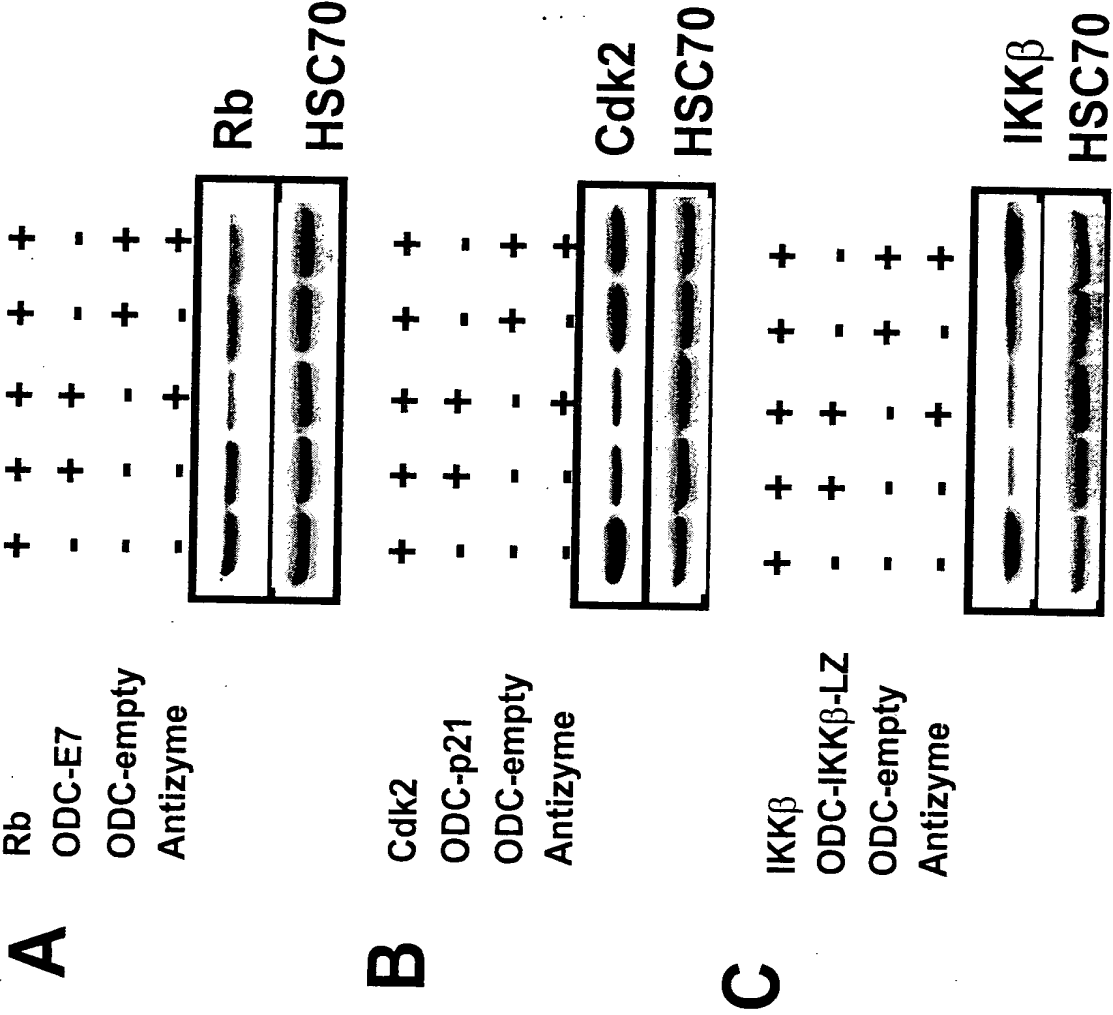 A
Rb + + + + +
ODC-E7 - + + - -
ODC-empty - - - + +
Antizyme - - + - +
Rb
HSC70
B
Cdk2 + + + + +
ODC-p21 - + + - -
ODC-empty - - - + +
Antizyme - - + - +
Cdk2
HSC70
C
IKKβ + + + + +
ODC-IKKβ-LZ - + + - -
ODC-empty - - - + +
Antizyme - - + - +
IKKβ
HSC70